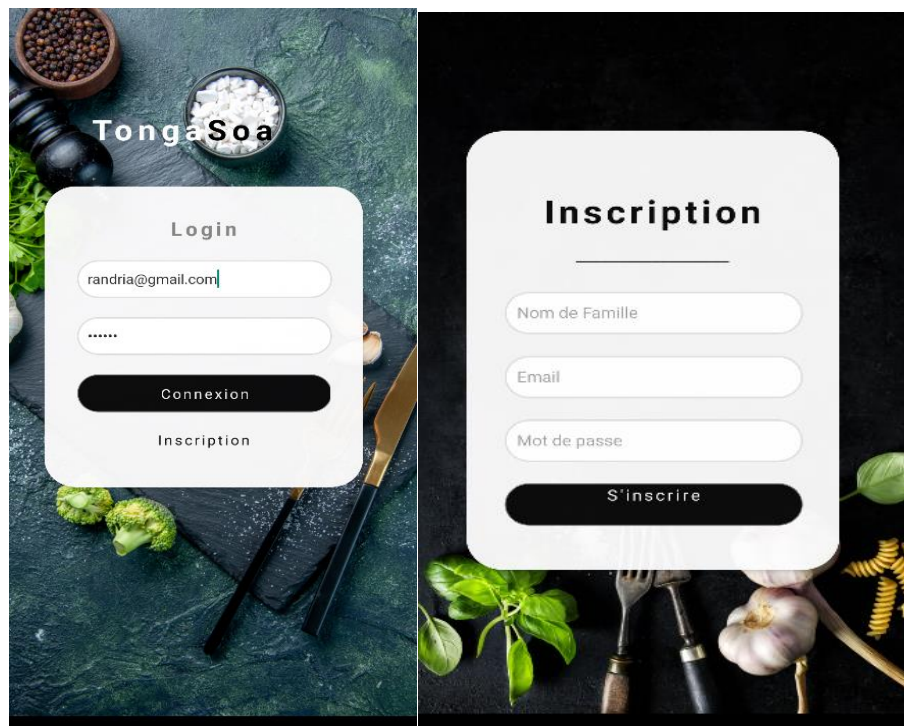 TongaSoa
Login
randria@gmail.com
••••••
Connexion
Inscription
Inscription
Nom de Famille
Email
Mot de passe
S'inscrire